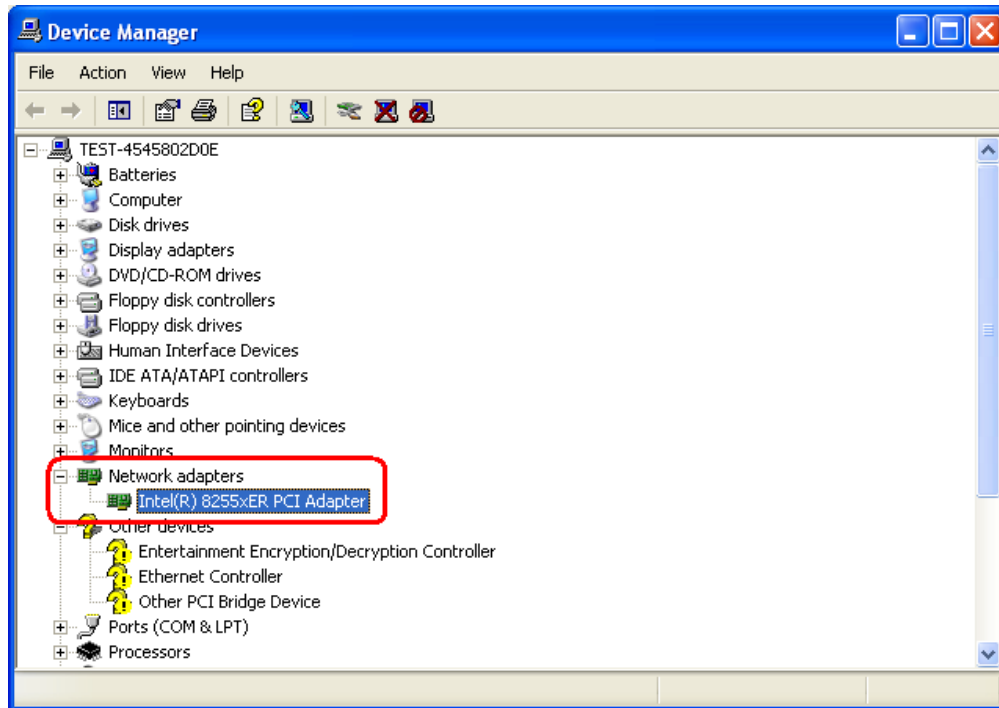 Device Manager
File Action View Help
TEST-4545802D0E
Batteries
Computer
Disk drives
Display adapters
DVD/CD-ROM drives
Floppy disk controllers
Floppy disk drives
Human Interface Devices
IDE ATA/ATAPI controllers
Keyboards
Mice and other pointing devices
Monitors
Network adapters
Intel(R) 8255xER PCI Adapter
Other devices
Entertainment Encryption/Decryption Controller
Ethernet Controller
Other PCI Bridge Device
Ports (COM & LPT)
Processors